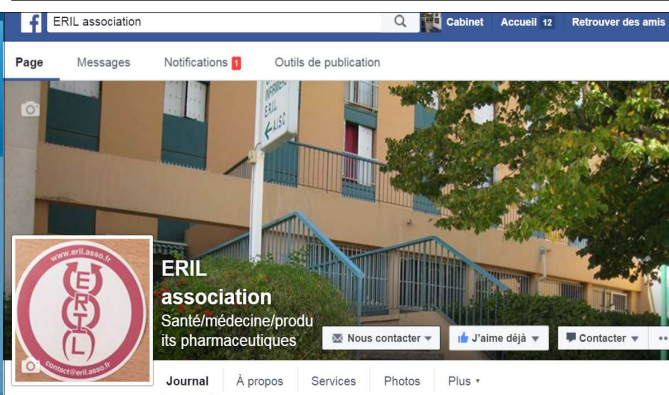 ERIL association
Cabinet Accueil 12 Retrouver des amis
Page Messages Notifications 1 Outils de publication
INFIRMIERE
ERIL
A.I.S.C
www.eril.asso.fr
ERIL
contact@eril.asso.fr
ERIL
association
Santé/médecine/produ
its pharmaceutiques
Nous contacter J'aime déjà Contacter
Journal À propos Services Photos Plus